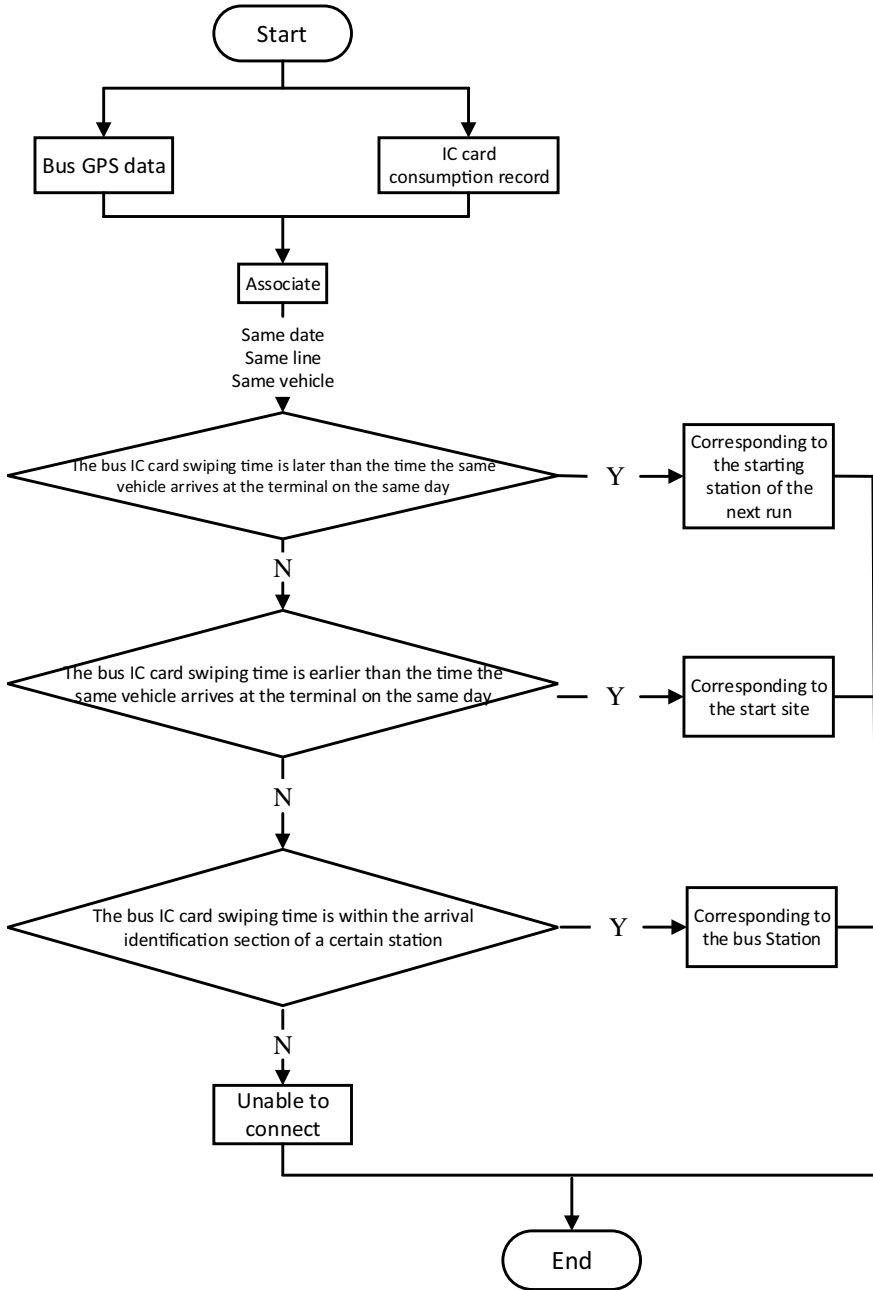 Start
Bus GPS data
IC card
consumption record
Associate
Same date
Same line
Same vehicle
The bus IC card swiping time is later than the time the same
vehicle arrives at the terminal on the same day
Y
Corresponding to
the starting
station of the
next run
N
The bus IC card swiping time is earlier than the time the
same vehicle arrives at the terminal on the same day
Y
Corresponding to
the start site
N
The bus IC card swiping time is within the arrival
identification section of a certain station
Y
Corresponding to
the bus Station
N
Unable to
connect
End